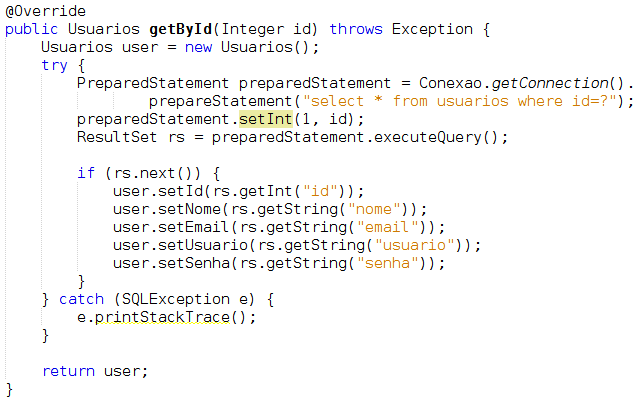 @Override
public Usuarios getById(Integer id) throws Exception {
    Usuarios user = new Usuarios();
    try {
        PreparedStatement preparedStatement = Conexao.getConnection().
                prepareStatement("select * from usuarios where id=?");
        preparedStatement.setInt(1, id);
        ResultSet rs = preparedStatement.executeQuery();

        if (rs.next()) {
            user.setId(rs.getInt("id"));
            user.setNome(rs.getString("nome"));
            user.setEmail(rs.getString("email"));
            user.setUsuario(rs.getString("usuario"));
            user.setSenha(rs.getString("senha"));
        }
    } catch (SQLException e) {
        e.printStackTrace();
    }

    return user;
}